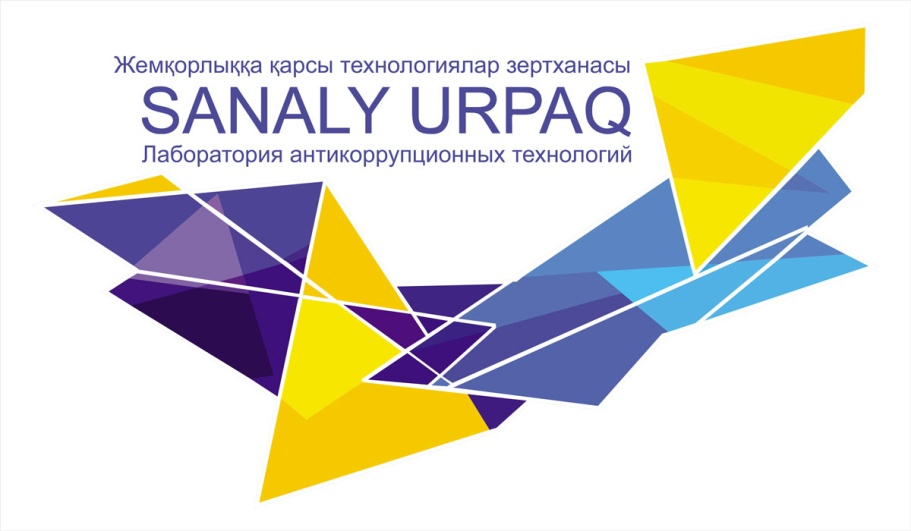 Жемқорлыққа қарсы технологиялар зертханасы
SANALY URPAQ
Лаборатория антикоррупционных технологий